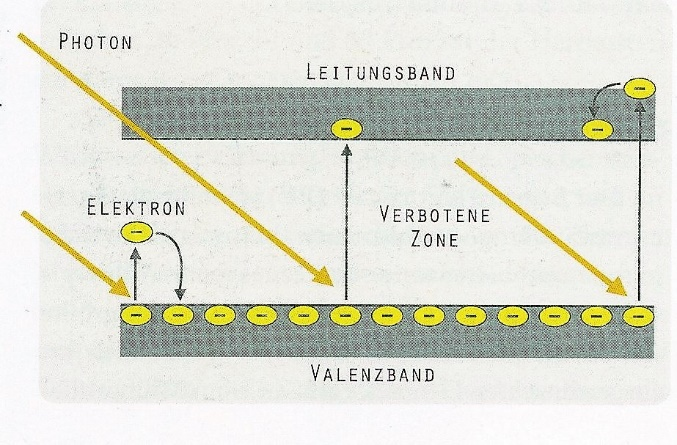 PHOTON
LEITUNGSBAND
ELEKTRON
VERBOTENE
ZONE
VALENZBAND